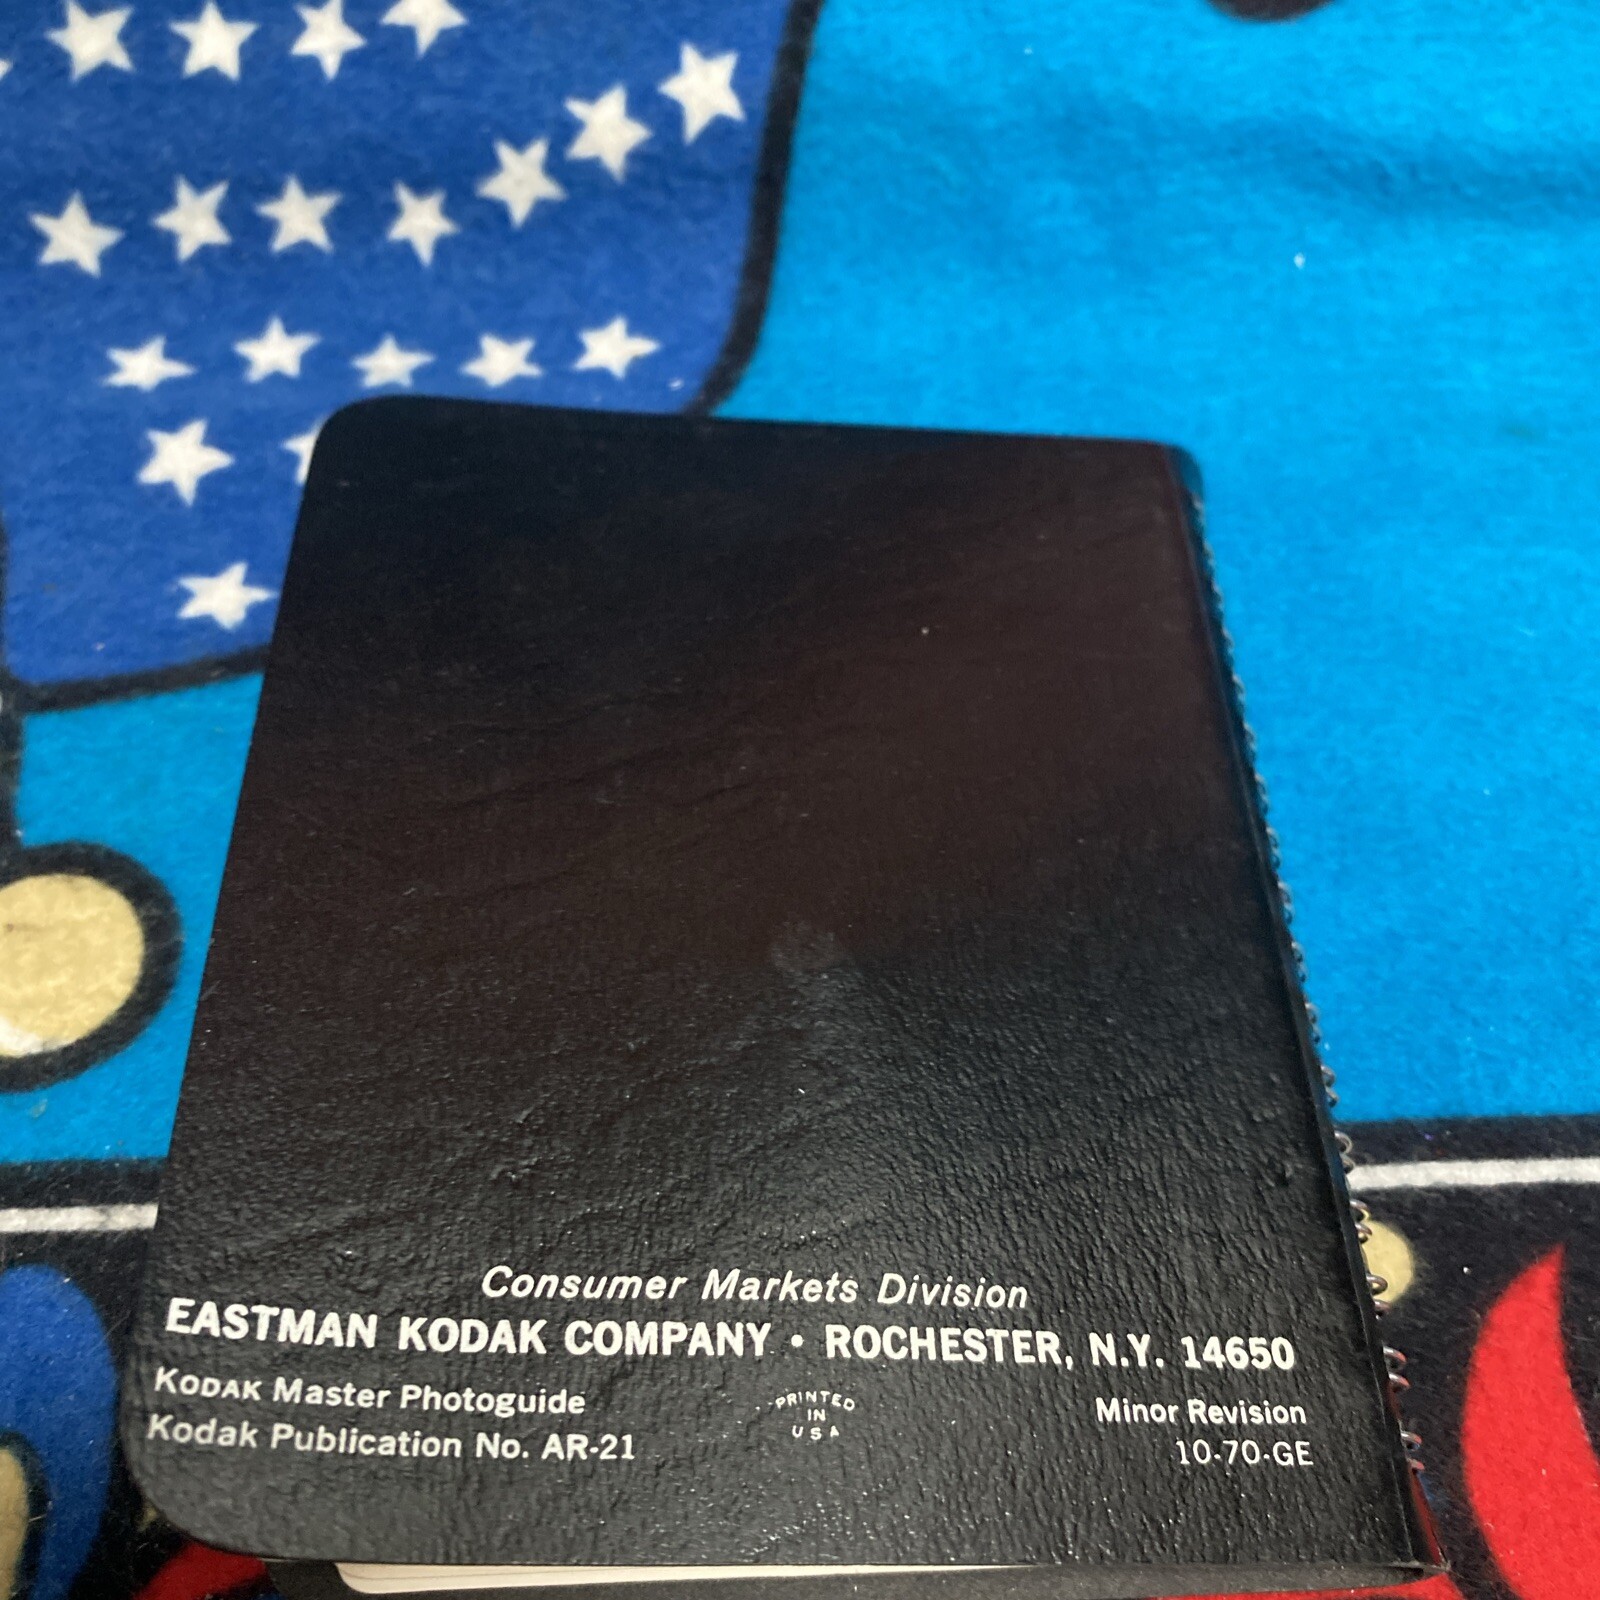 Consumer Markets Division
EASTMAN KODAK COMPANY • ROCHESTER, N.Y. 14650
KODAK Master Photoguide
Kodak Publication No. AR-21
PRINTED
IN
USA
Minor Revision
10-70-GE